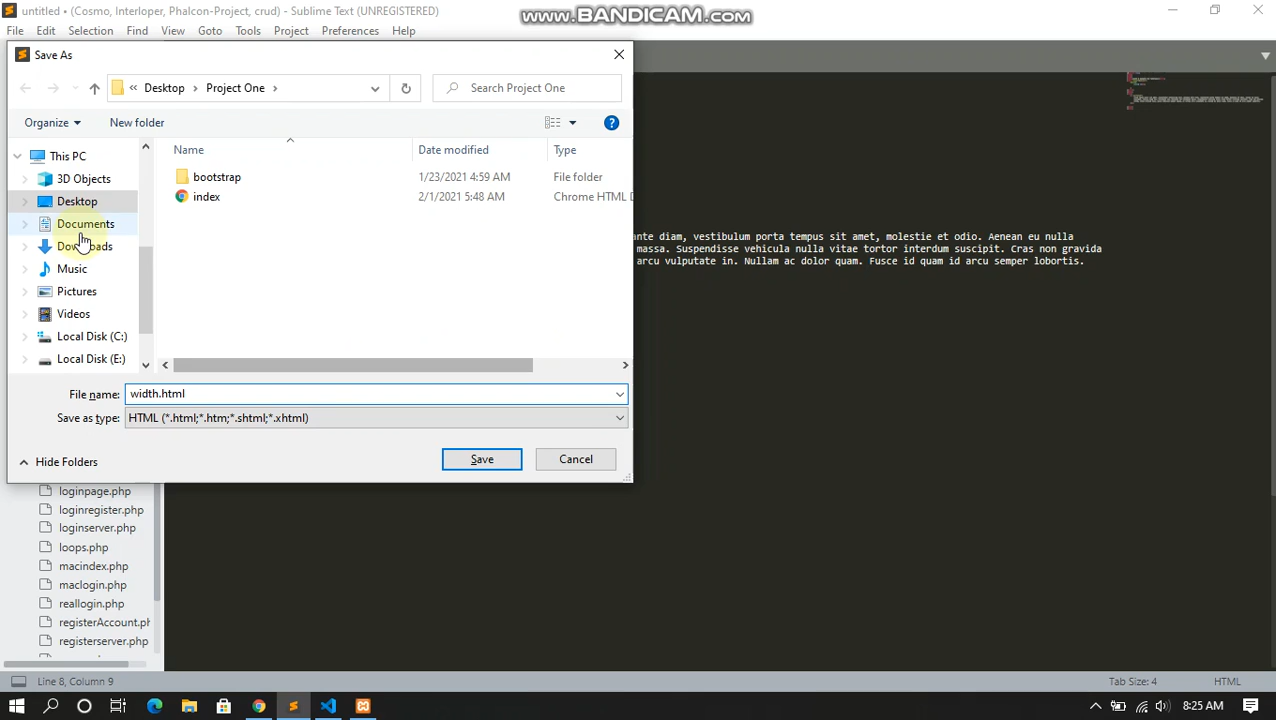 untitled • (Cosmo, Interloper, Phalcon-Project, crud) - Sublime Text (UNREGISTERED)
www.BANDICAM.com
File Edit Selection Find View Goto Tools Project Preferences Help
Save As
« Desktop › Project One ›
Search Project One
Organize
New folder
Name Date modified Type
This PC
3D Objects
Desktop
Documents
Downloads
Music
Pictures
Videos
Local Disk (C:)
Local Disk (E:)
bootstrap 1/23/2021 4:59 AM File folder
index 2/1/2021 5:48 AM Chrome HTML D
ante diam, vestibulum porta tempus sit amet, molestie et odio. Aenean eu nulla
massa. Suspendisse vehicula nulla vitae tortor interdum suscipit. Cras non gravida
arcu vulputate in. Nullam ac dolor quam. Fusce id quam id arcu semper lobortis.
File name: width.html
Save as type: HTML (*.html;*.htm;*.shtml;*.xhtml)
Hide Folders
Save
Cancel
loginpage.php
loginregister.php
loginserver.php
loops.php
macindex.php
maclogin.php
reallogin.php
registerAccount.ph
registerserver.php
Line 8, Column 9
Tab Size: 4
HTML
8:25 AM